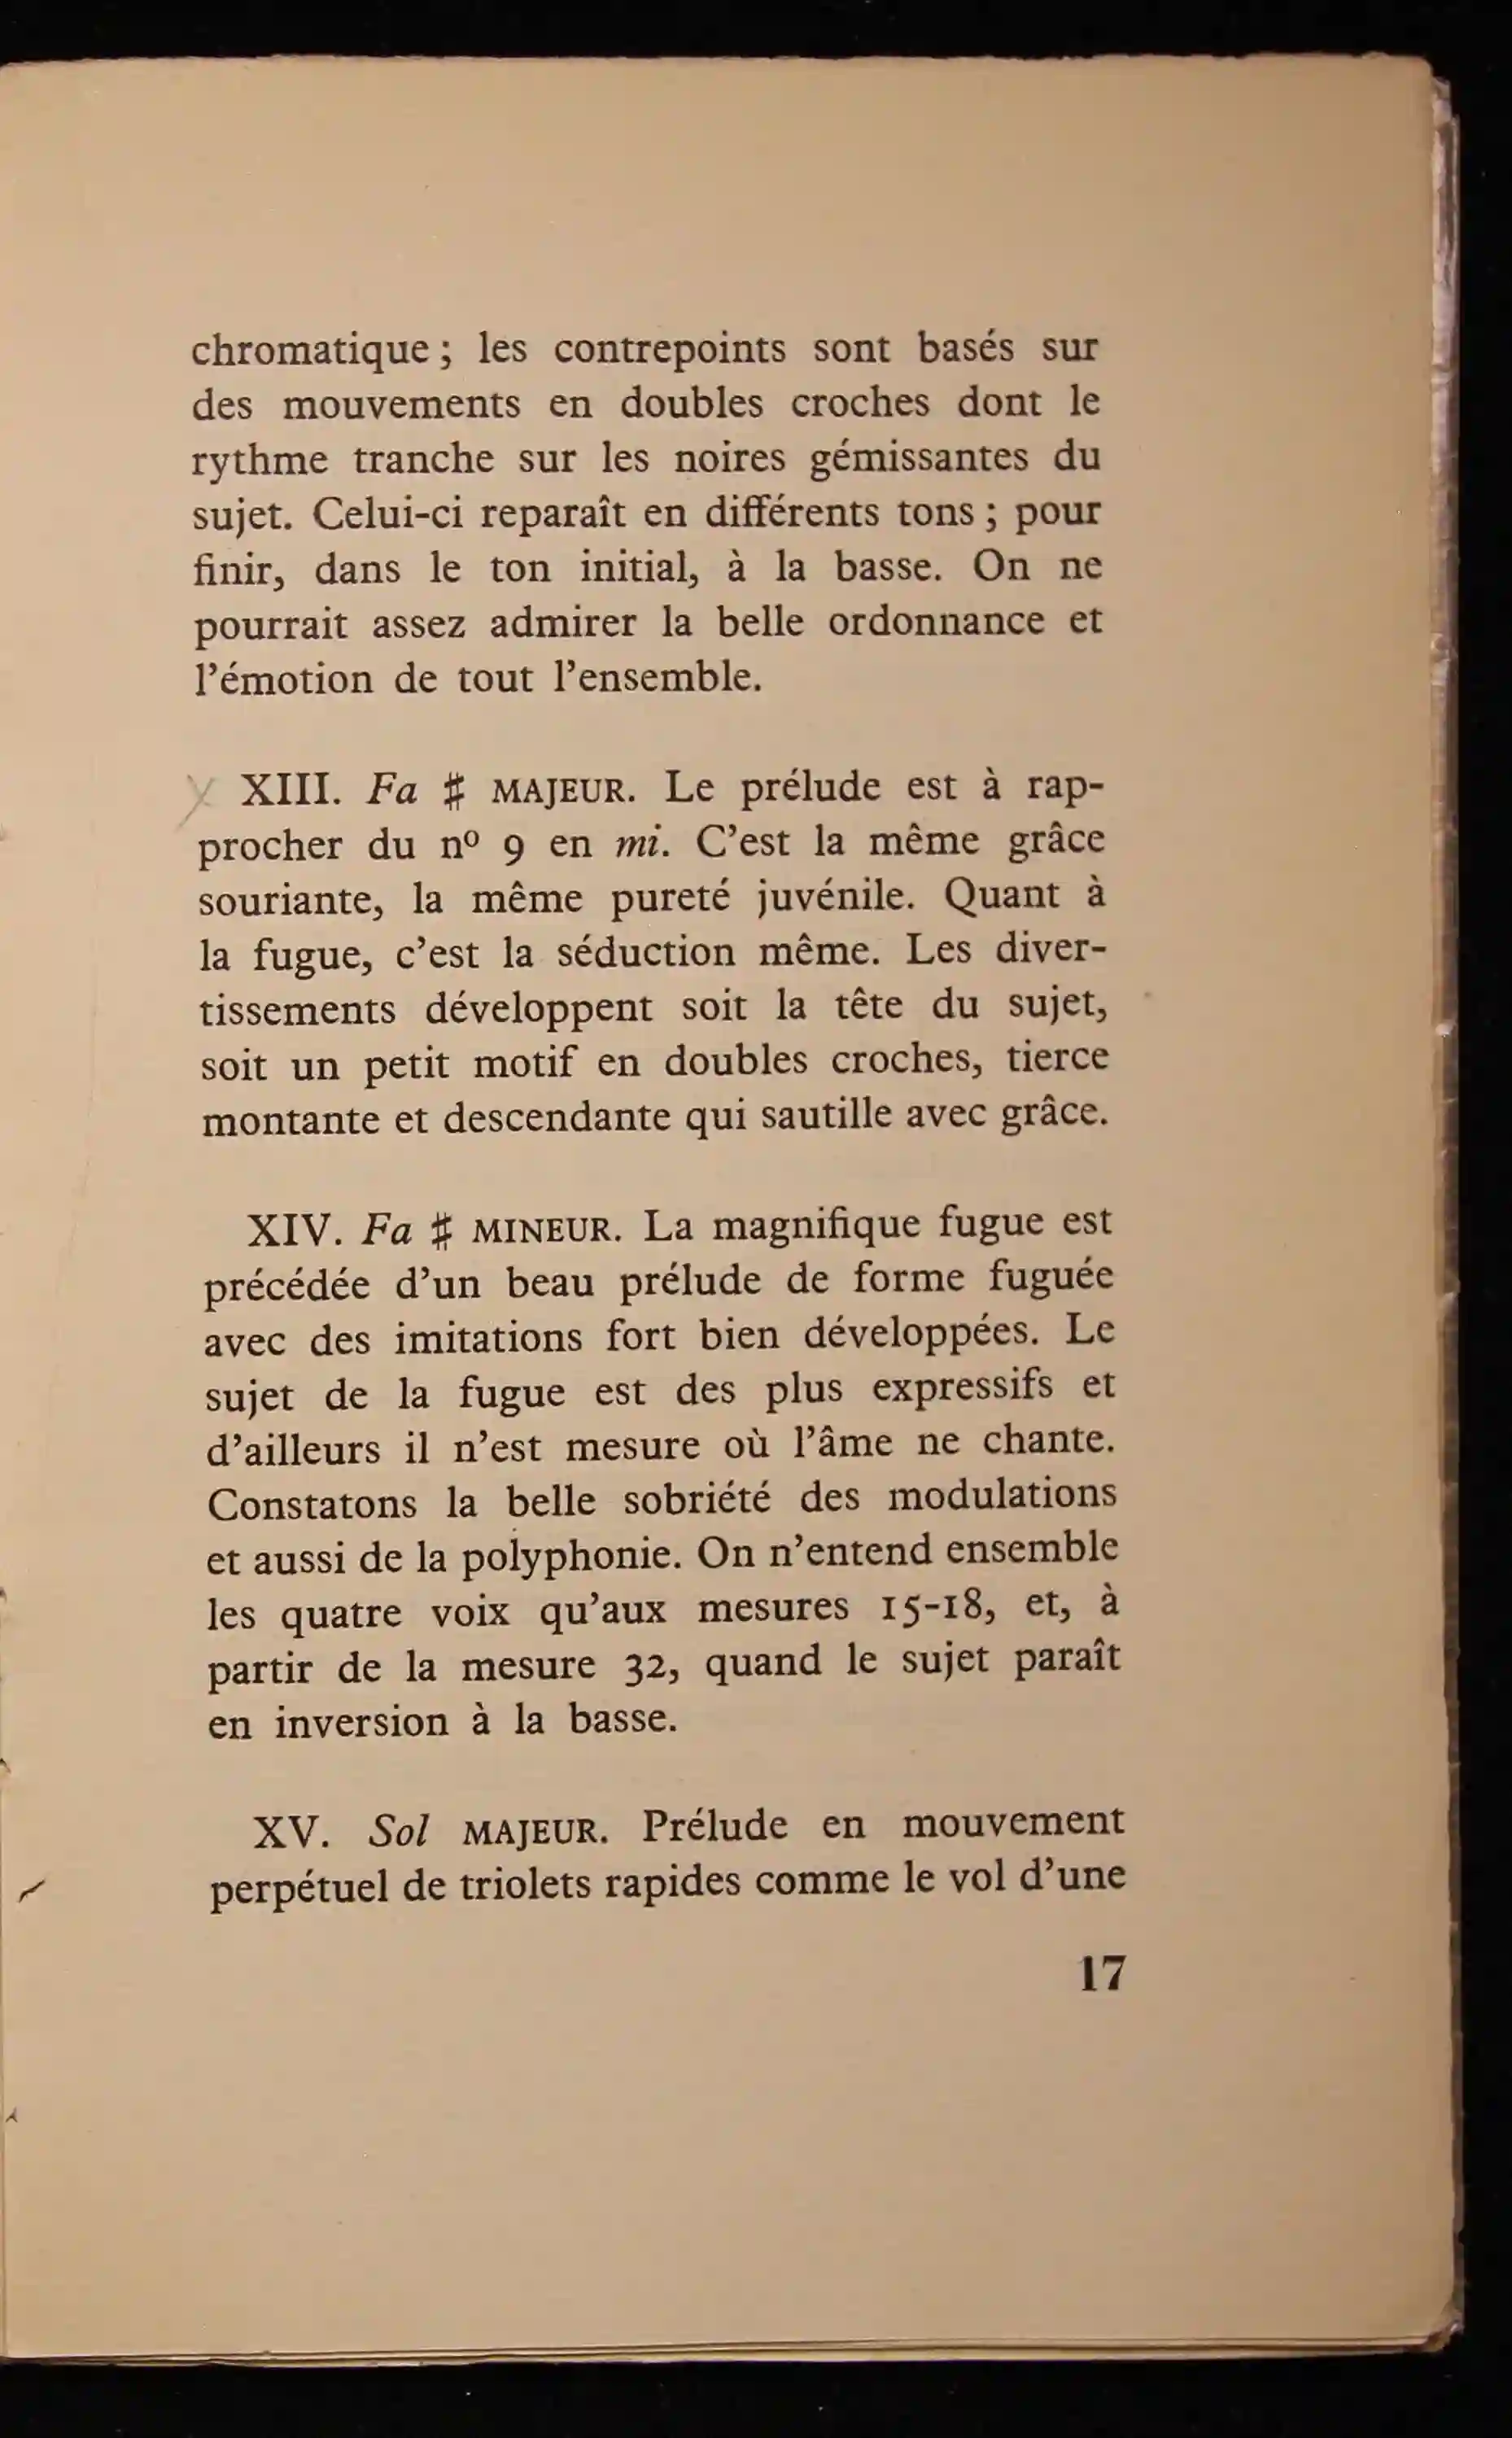 chromatique ; les contrepoints sont basés sur
des mouvements en doubles croches dont le
rythme tranche sur les noires gémissantes du
sujet. Celui-ci reparaît en différents tons ; pour
finir, dans le ton initial, à la basse. On ne
pourrait assez admirer la belle ordonnance et
l’émotion de tout l’ensemble.
XIII. Fa ♯ MAJEUR. Le prélude est à rap-
procher du nº 9 en mi. C’est la même grâce
souriante, la même pureté juvénile. Quant à
la fugue, c’est la séduction même. Les diver-
tissements développent soit la tête du sujet,
soit un petit motif en doubles croches, tierce
montante et descendante qui sautille avec grâce.
XIV. Fa ♯ MINEUR. La magnifique fugue est
précédée d’un beau prélude de forme fuguée
avec des imitations fort bien développées. Le
sujet de la fugue est des plus expressifs et
d’ailleurs il n’est mesure où l’âme ne chante.
Constatons la belle sobriété des modulations
et aussi de la polyphonie. On n’entend ensemble
les quatre voix qu’aux mesures 15-18, et, à
partir de la mesure 32, quand le sujet paraît
en inversion à la basse.
XV. Sol MAJEUR. Prélude en mouvement
perpétuel de triolets rapides comme le vol d’une
17